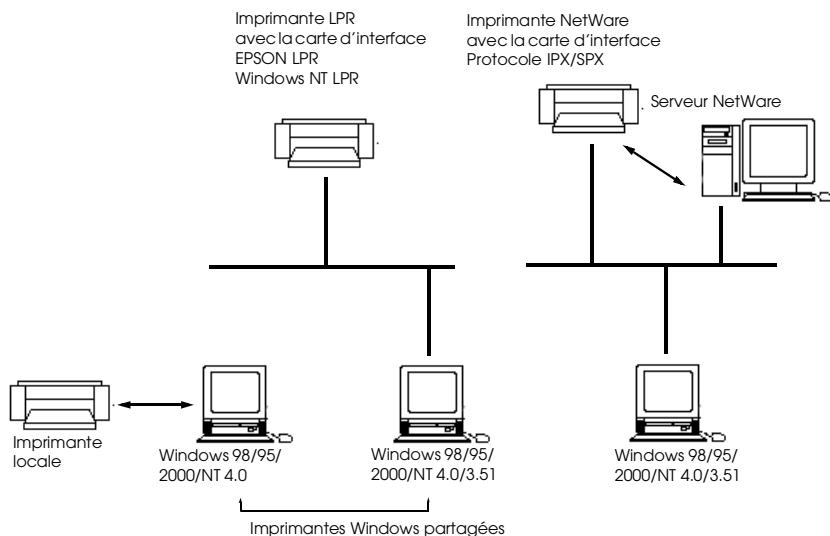 Imprimante LPR
avec la carte d'interface
EPSON LPR
Windows NT LPR
Imprimante NetWare
avec la carte d'interface
Protocole IPX/SPX
Serveur NetWare
Imprimante
locale
Windows 98/95/
2000/NT 4.0
Windows 98/95/
2000/NT 4.0/3.51
Windows 98/95/
2000/NT 4.0/3.51
Imprimantes Windows partagées